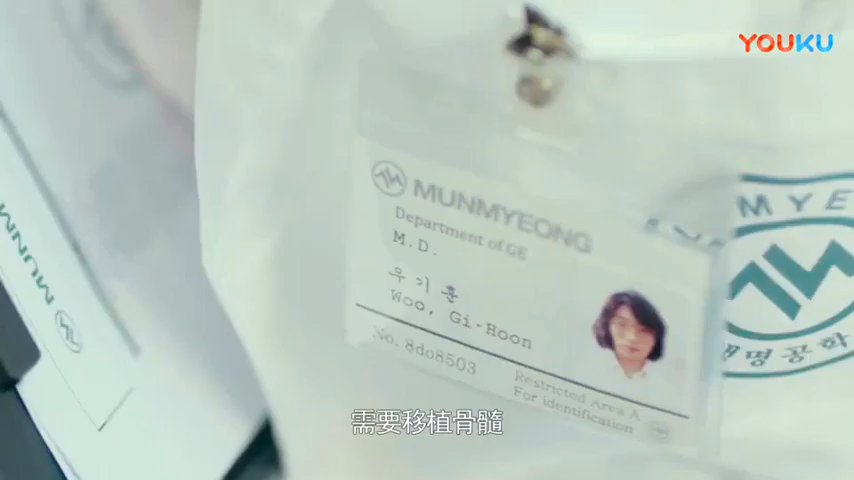 YOUKU
MUNMYEONG
Department of GE
M.D.
우기훈
Woo, Gi-Hoon
No. 8do8503
Restricted Area A
For identification
MUNM
MYE
명공학
需要移植骨髓